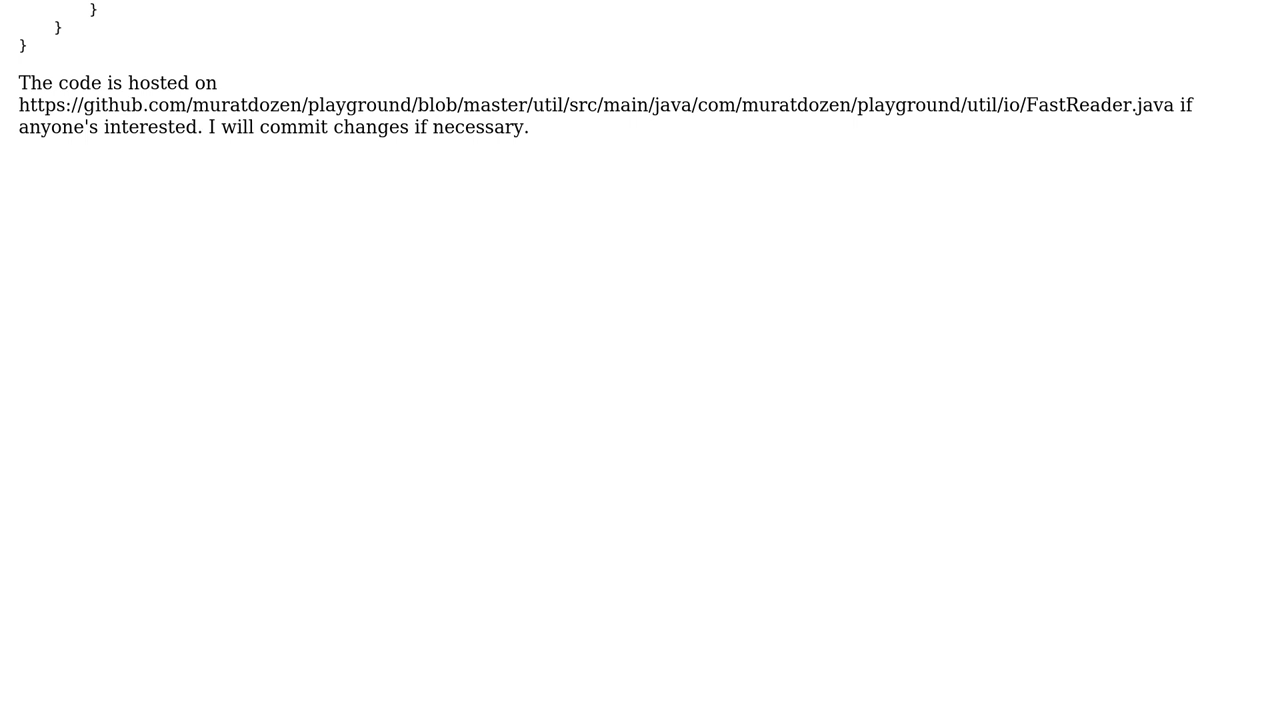 }
    }
}
The code is hosted on
https://github.com/muratdozen/playground/blob/master/util/src/main/java/com/muratdozen/playground/util/io/FastReader.java if
anyone's interested. I will commit changes if necessary.